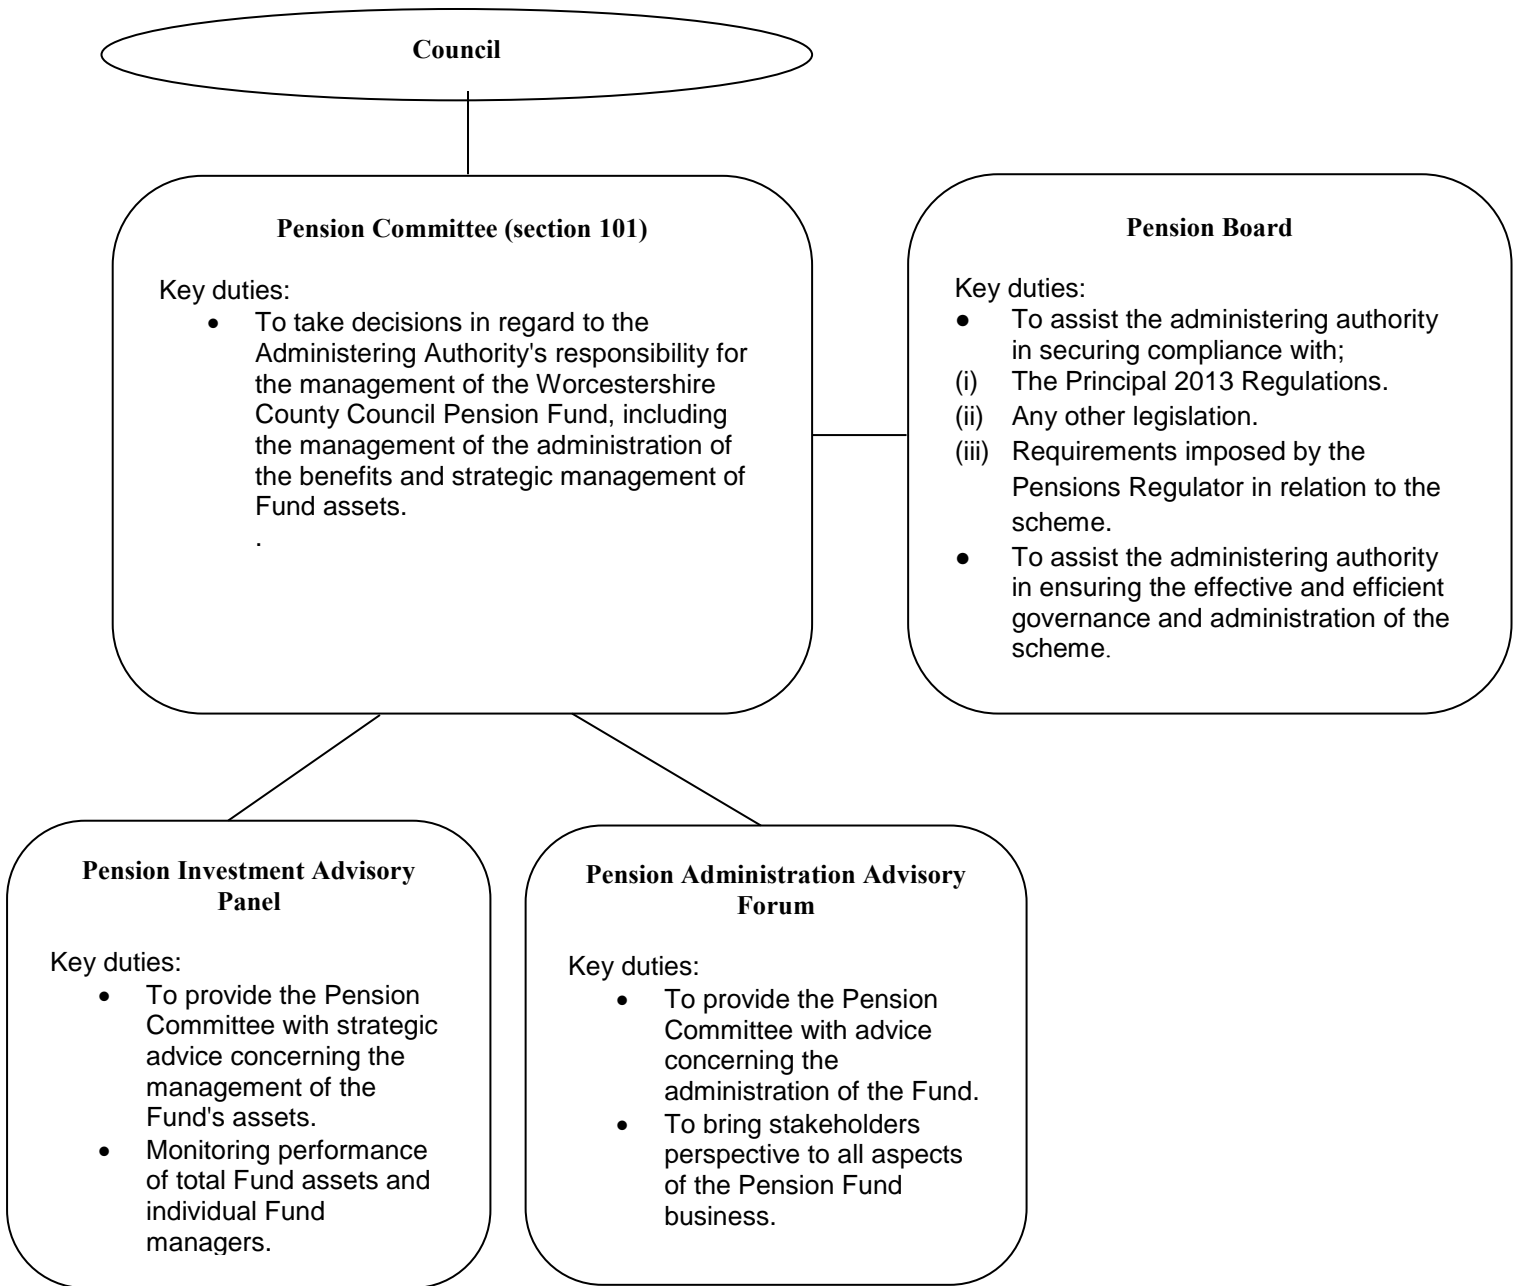 Council
Pension Committee (section 101)
Key duties:
• To take decisions in regard to the
Administering Authority's responsibility for
the management of the Worcestershire
County Council Pension Fund, including
the management of the administration of
the benefits and strategic management of
Fund assets.
.
Pension Board
Key duties:
● To assist the administering authority
in securing compliance with;
(i) The Principal 2013 Regulations.
(ii) Any other legislation.
(iii) Requirements imposed by the
Pensions Regulator in relation to the
scheme.
● To assist the administering authority
in ensuring the effective and efficient
governance and administration of the
scheme.
Pension Investment Advisory
Panel
Key duties:
• To provide the Pension
Committee with strategic
advice concerning the
management of the
Fund's assets.
• Monitoring performance
of total Fund assets and
individual Fund
managers.
Pension Administration Advisory
Forum
Key duties:
• To provide the Pension
Committee with advice
concerning the
administration of the Fund.
• To bring stakeholders
perspective to all aspects
of the Pension Fund
business.